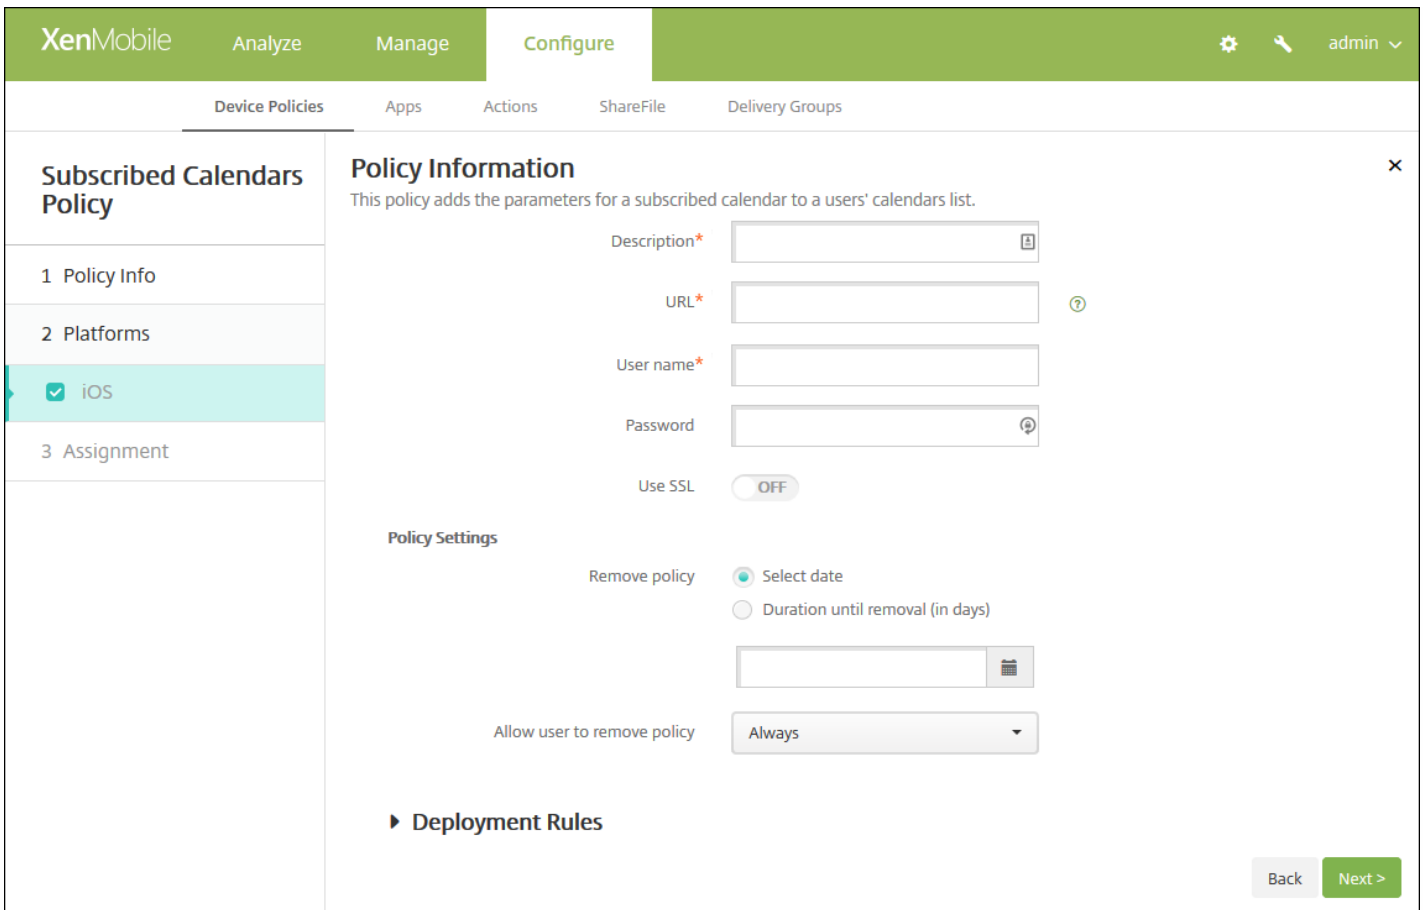 XenMobile Analyze Manage Configure admin
Device Policies Apps Actions ShareFile Delivery Groups
Subscribed Calendars
Policy
1 Policy Info
2 Platforms
iOS
3 Assignment
Policy Information
This policy adds the parameters for a subscribed calendar to a users' calendars list.
Description*
URL*
User name*
Password
Use SSL OFF
Policy Settings
Remove policy Select date
Duration until removal (in days)
Allow user to remove policy Always
Deployment Rules
Back Next >